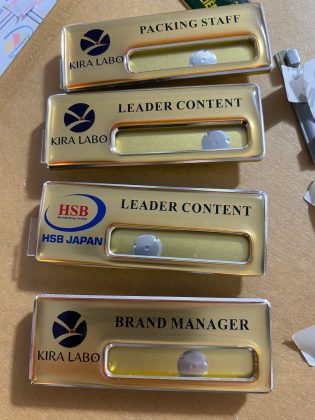 PACKING STAFF
KIRA LABO
LEADER CONTENT
KIRA LABO
LEADER CONTENT
HSB
HSB JAPAN
BRAND MANAGER
KIRA LABO